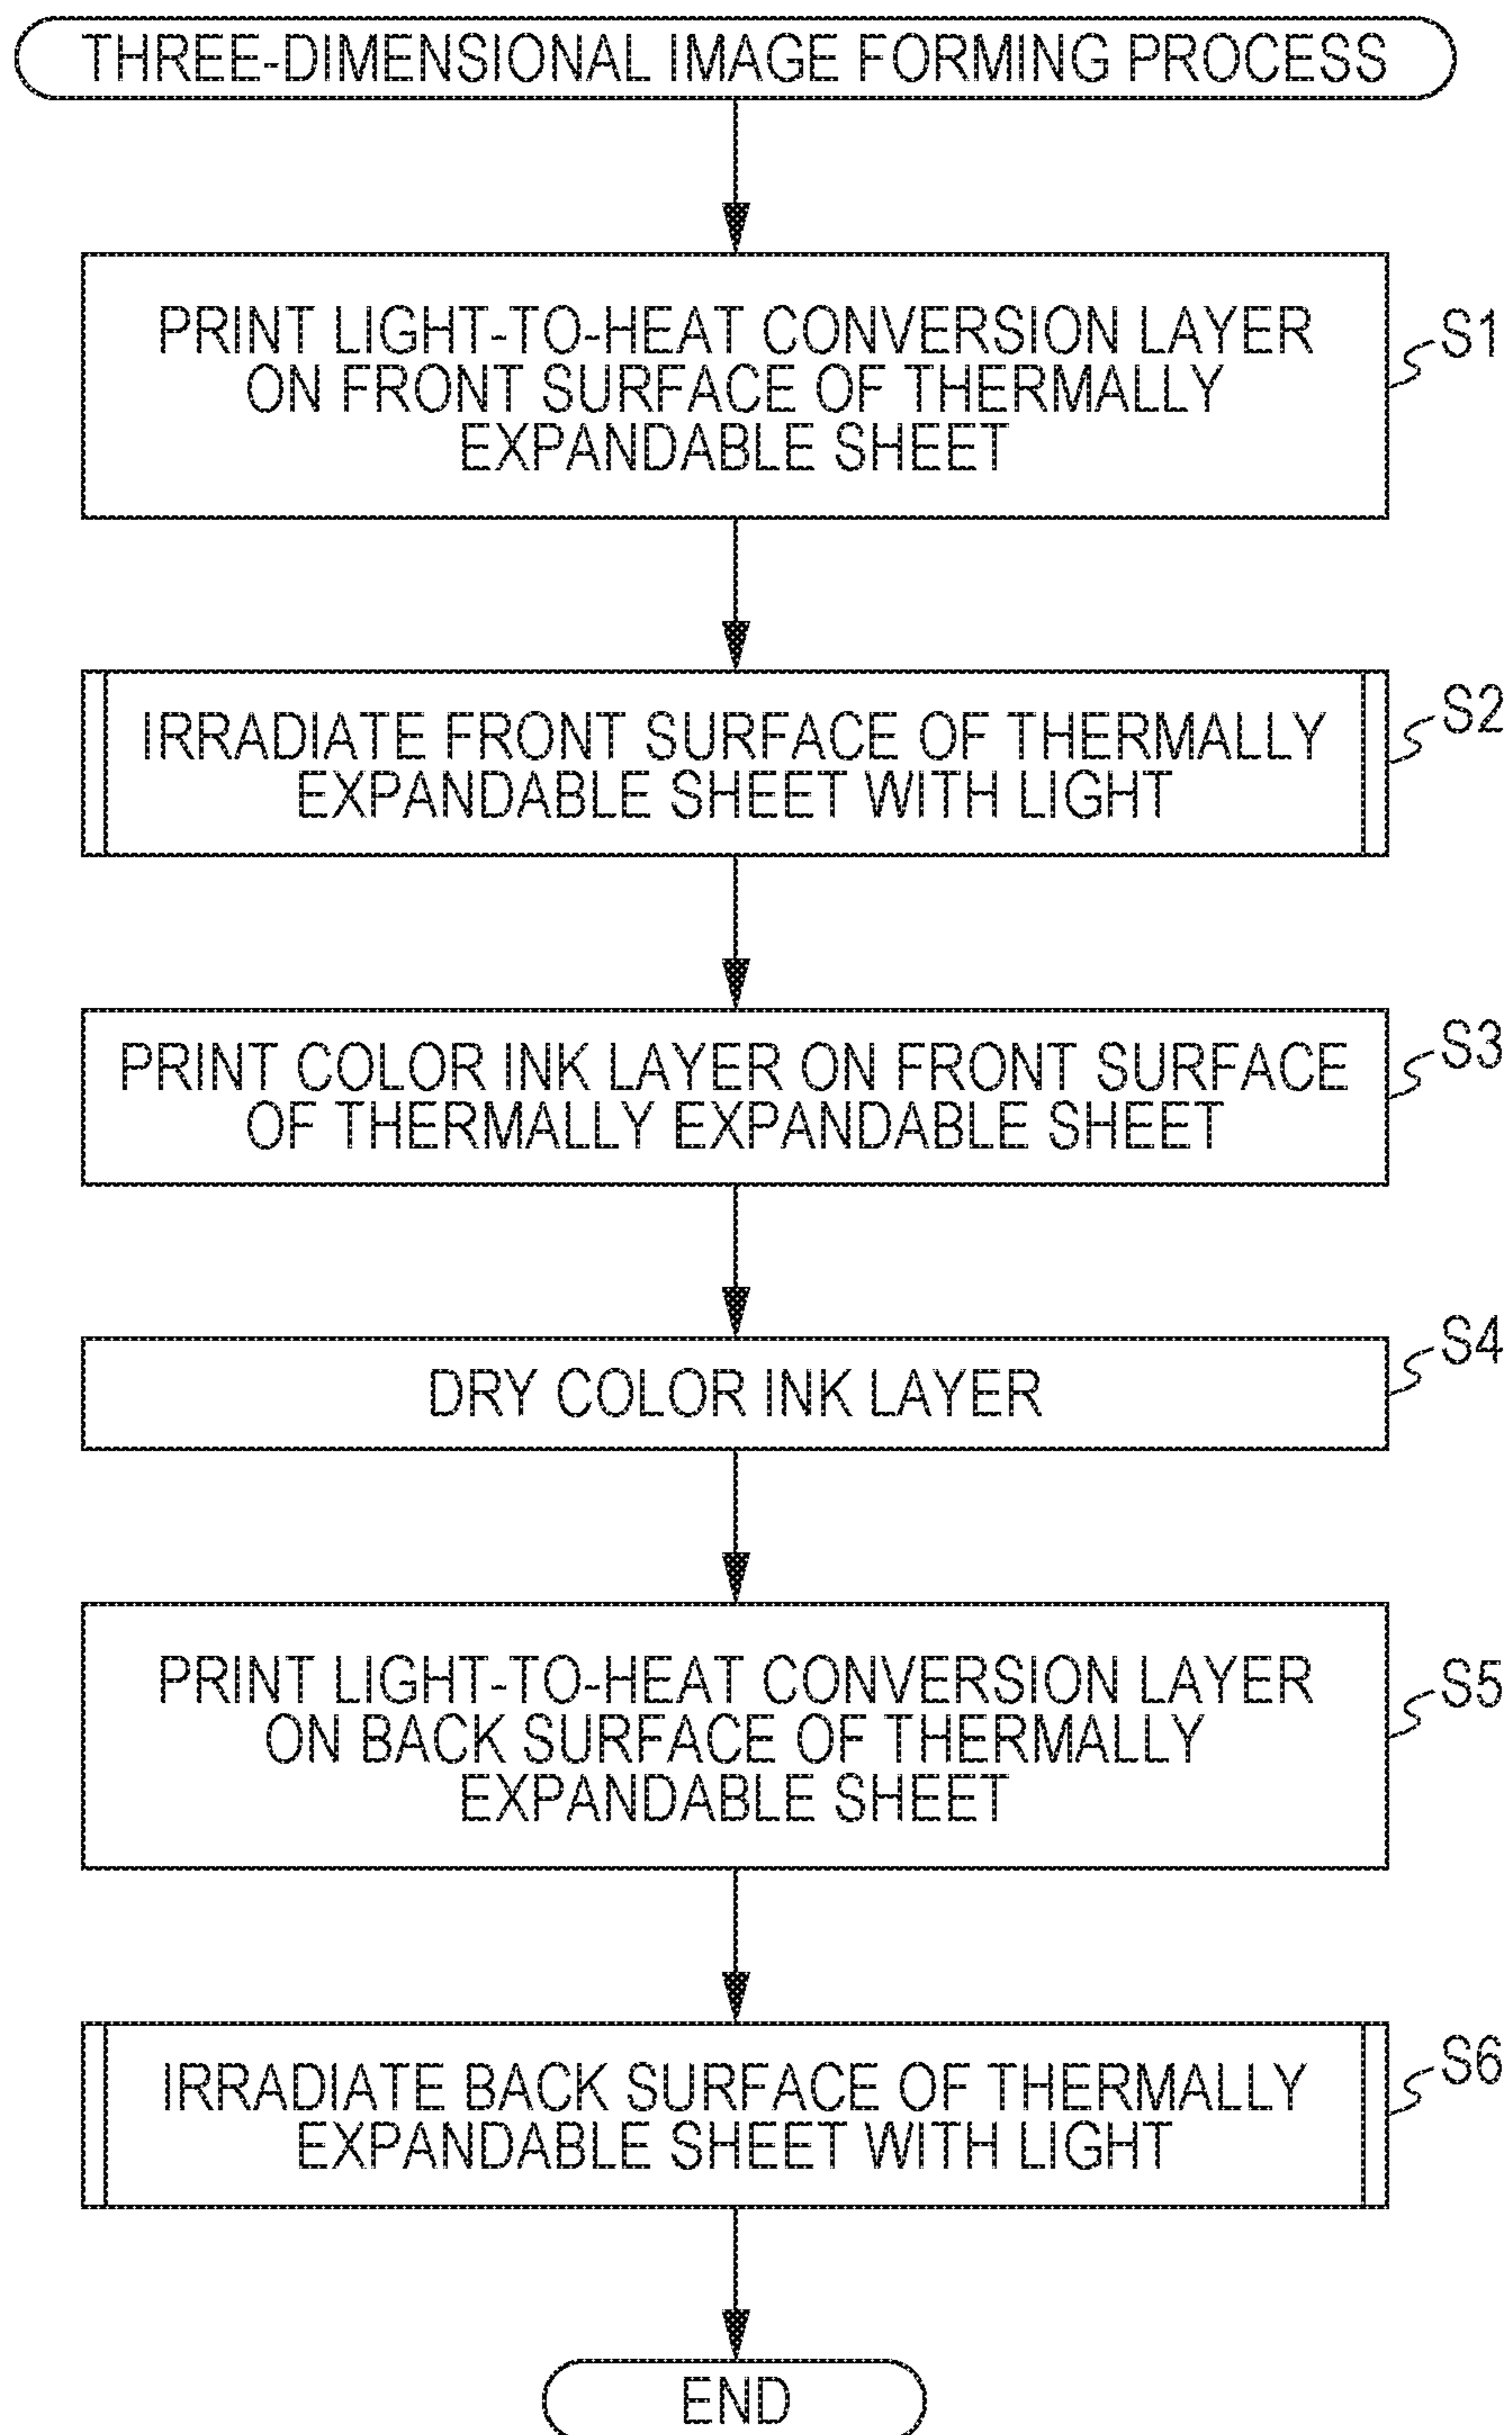 THREE-DIMENSIONAL IMAGE FORMING PROCESS
PRINT LIGHT-TO-HEAT CONVERSION LAYER
ON FRONT SURFACE OF THERMALLY
EXPANDABLE SHEET
S1
IRRADIATE FRONT SURFACE OF THERMALLY
EXPANDABLE SHEET WITH LIGHT
S2
PRINT COLOR INK LAYER ON FRONT SURFACE
OF THERMALLY EXPANDABLE SHEET
S3
DRY COLOR INK LAYER
S4
PRINT LIGHT-TO-HEAT CONVERSION LAYER
ON BACK SURFACE OF THERMALLY
EXPANDABLE SHEET
S5
IRRADIATE BACK SURFACE OF THERMALLY
EXPANDABLE SHEET WITH LIGHT
S6
END